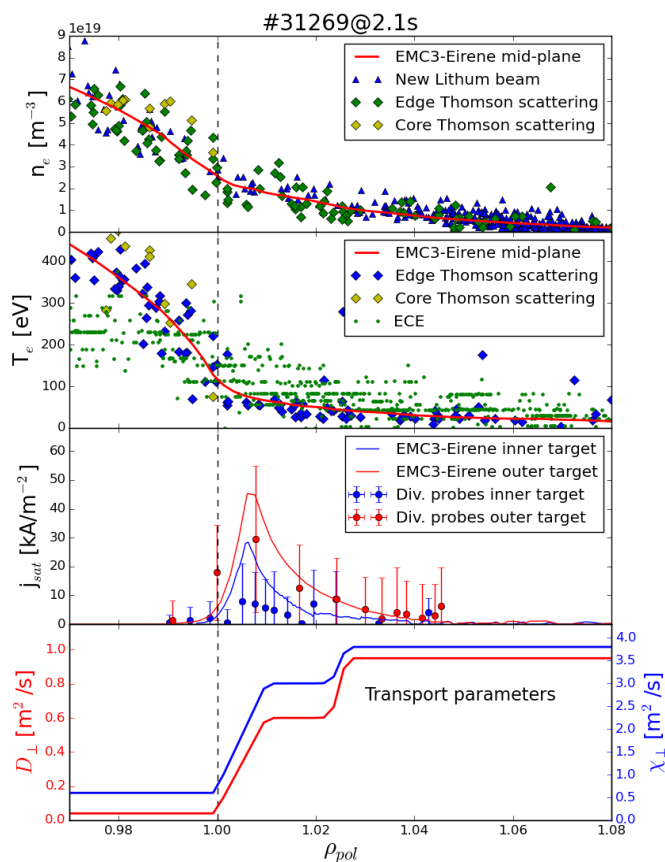 #31269@2.1s
1e19
9
8
7
6
5
4
3
2
1
0
n_e [m^{-3}]
EMC3-Eirene mid-plane
New Lithum beam
Edge Thomson scattering
Core Thomson scattering
400
300
200
100
0
T_e [eV]
EMC3-Eirene mid-plane
Edge Thomson scattering
Core Thomson scattering
ECE
60
50
40
30
20
10
0
j_{sat} [kA/m^{-2}]
EMC3-Eirene inner target
EMC3-Eirene outer target
Div. probes inner target
Div. probes outer target
1.0
0.8
0.6
0.4
0.2
0.0
D_⊥ [m^2/s]
Transport parameters
4.0
3.5
3.0
2.5
2.0
1.5
1.0
0.5
0.0
χ_⊥ [m^2/s]
0.98 1.00 1.02 1.04 1.06 1.08
ρ_{pol}